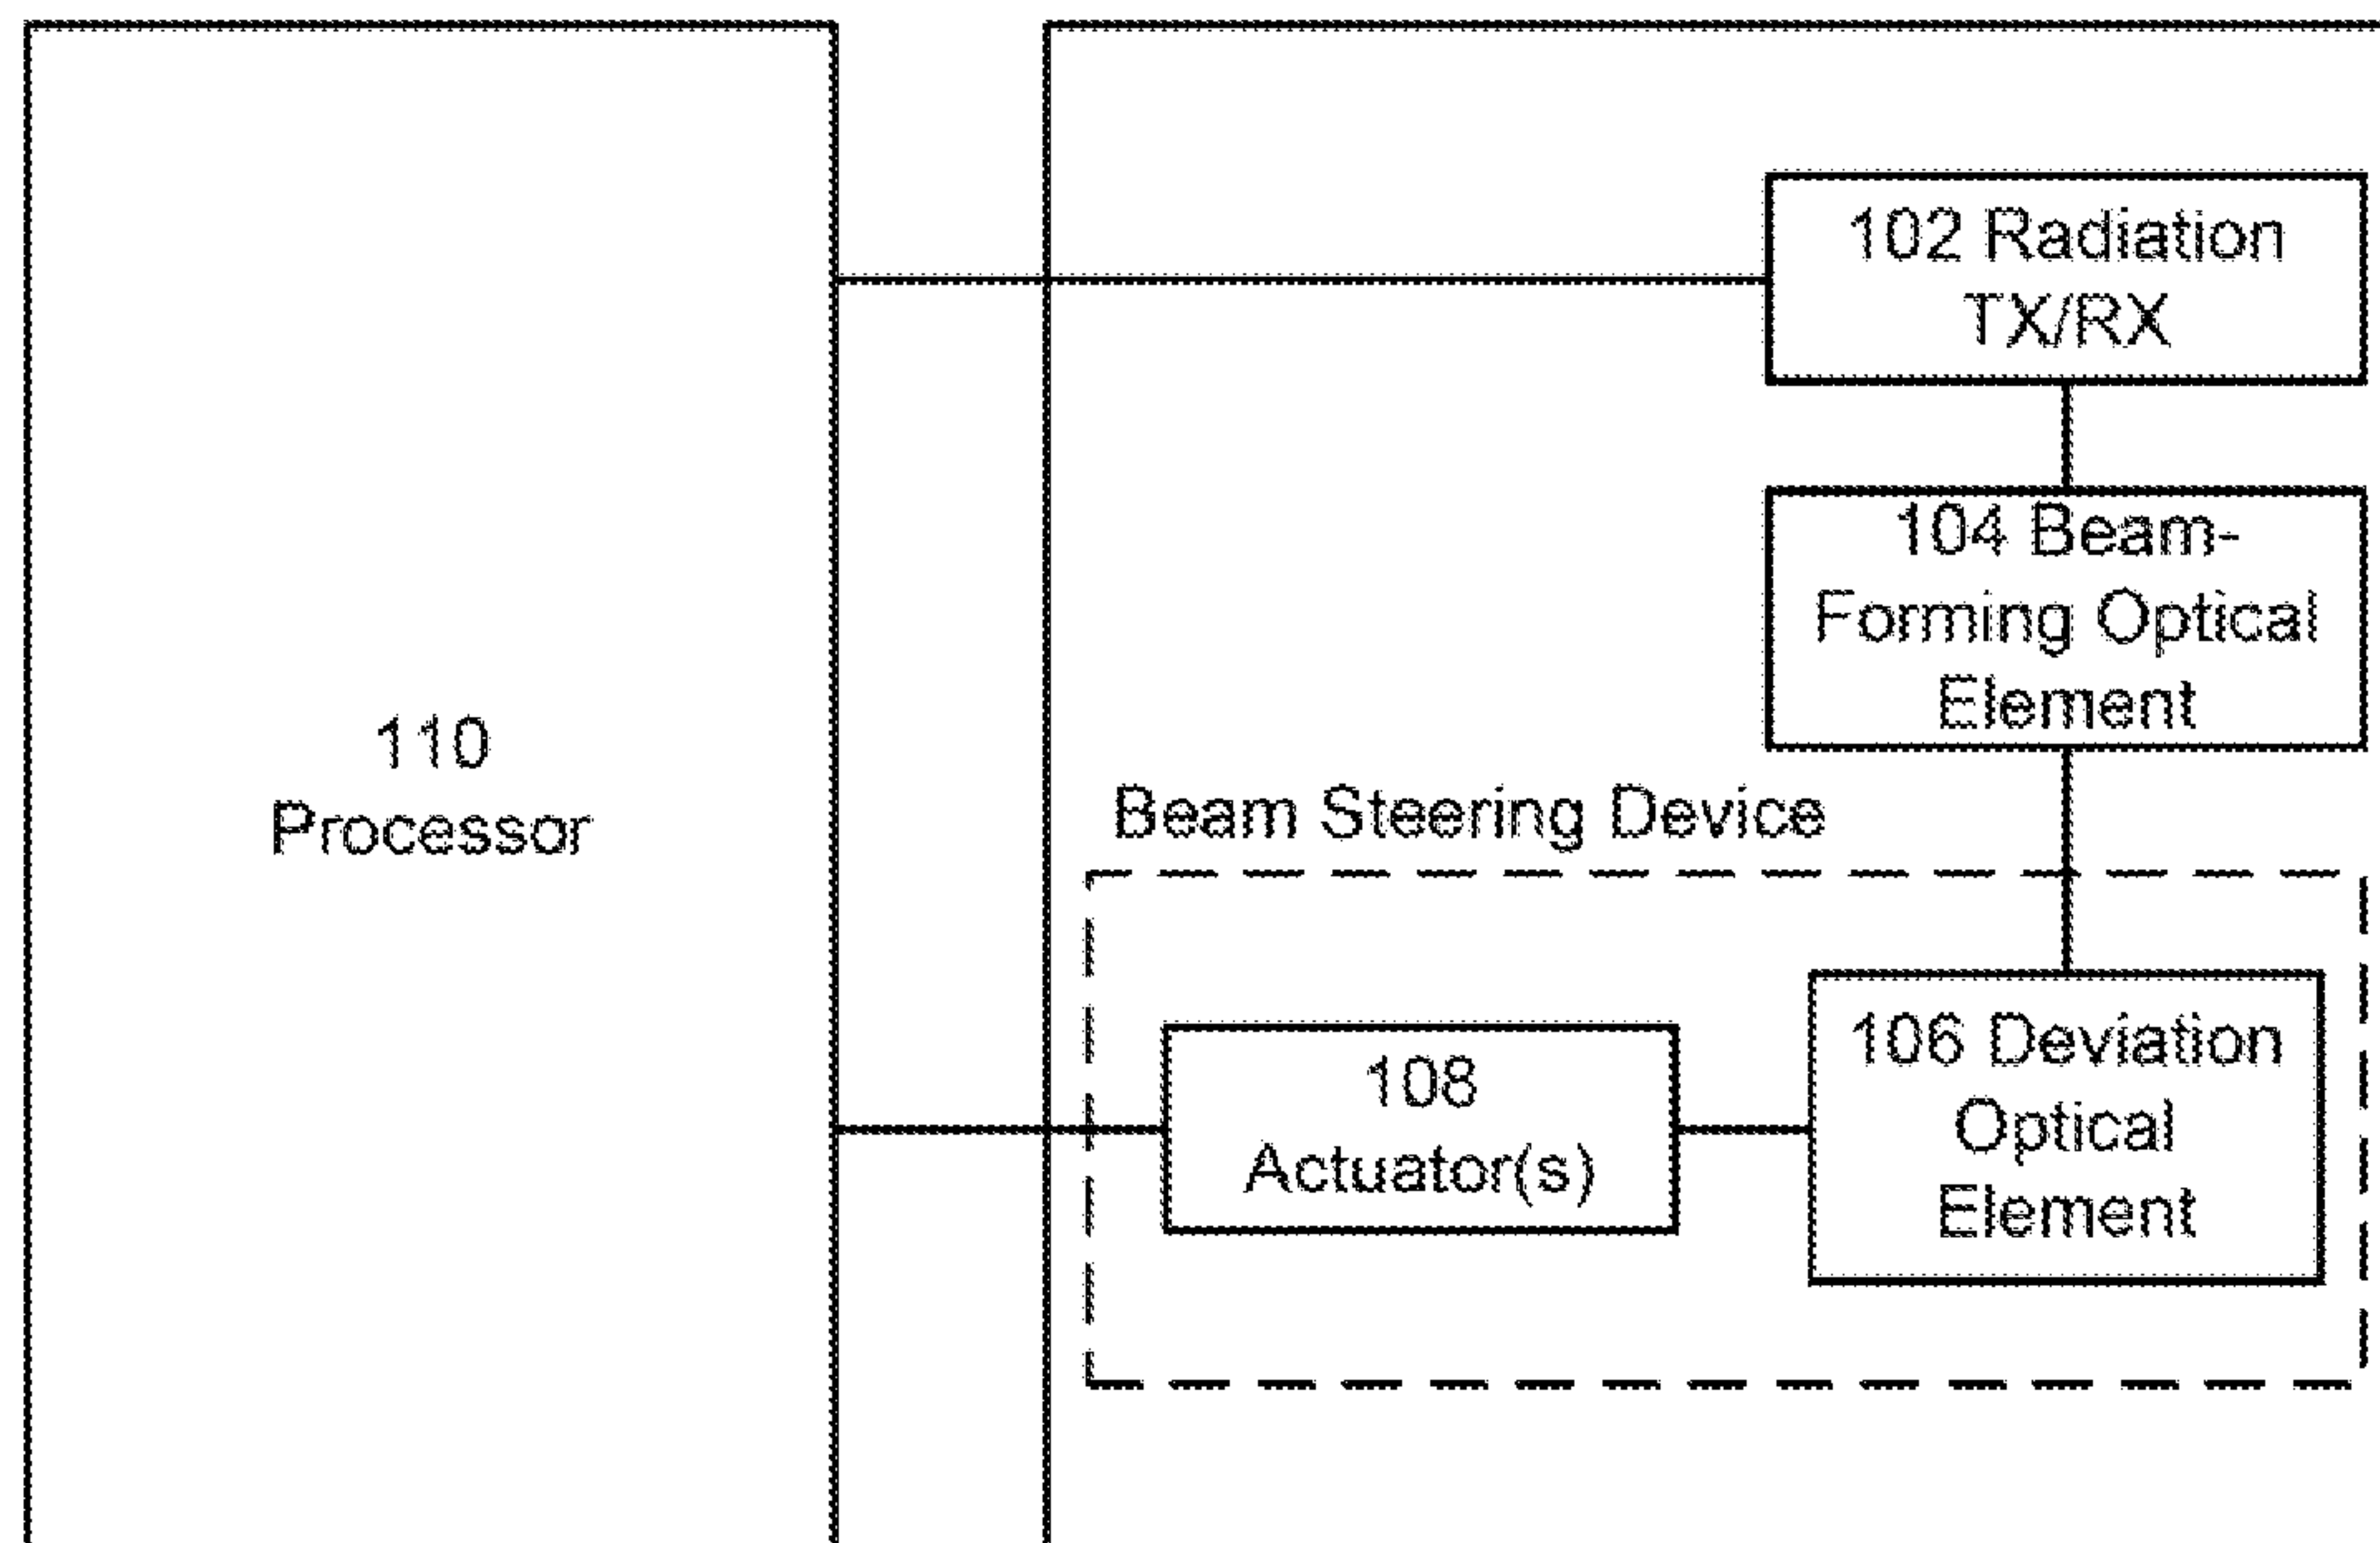 102 Radiation
TX/RX
104 Beam-
Forming Optical
Element
110
Processor
Beam Steering Device
108
Actuator(s)
106 Deviation
Optical
Element